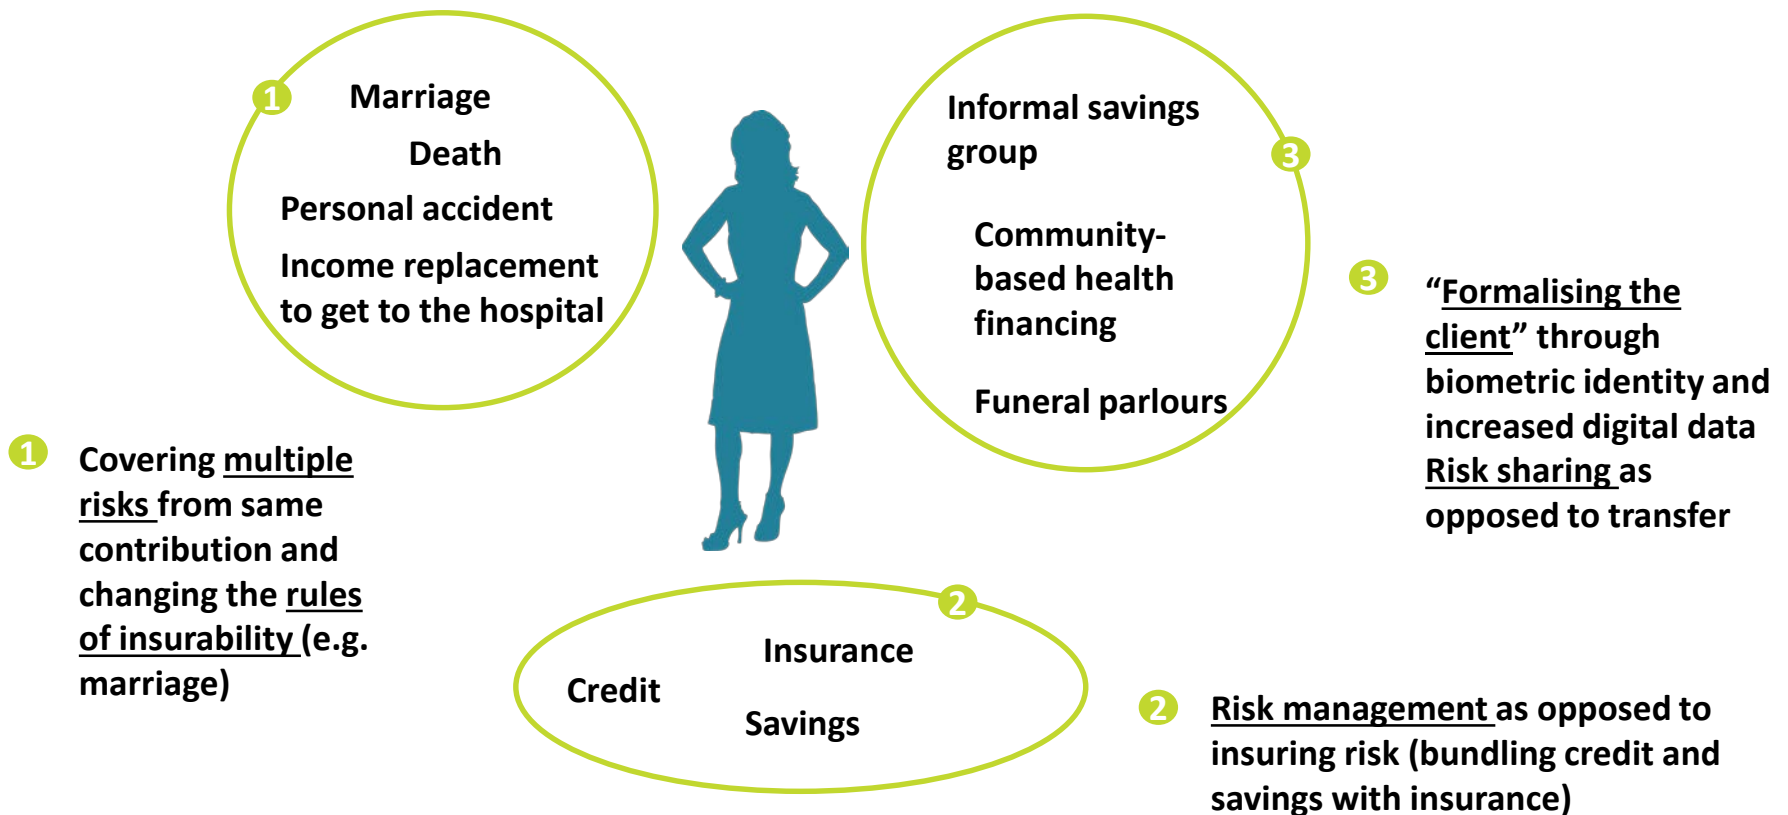 1
Marriage
Death
Personal accident
Income replacement
to get to the hospital
Informal savings
group
3
Community-
based health
financing
Funeral parlours
1
Covering multiple
risks from same
contribution and
changing the rules
of insurability (e.g.
marriage)
2
Insurance
Credit
Savings
3
“Formalising the
client” through
biometric identity and
increased digital data
Risk sharing as
opposed to transfer
2
Risk management as opposed to
insuring risk (bundling credit and
savings with insurance)